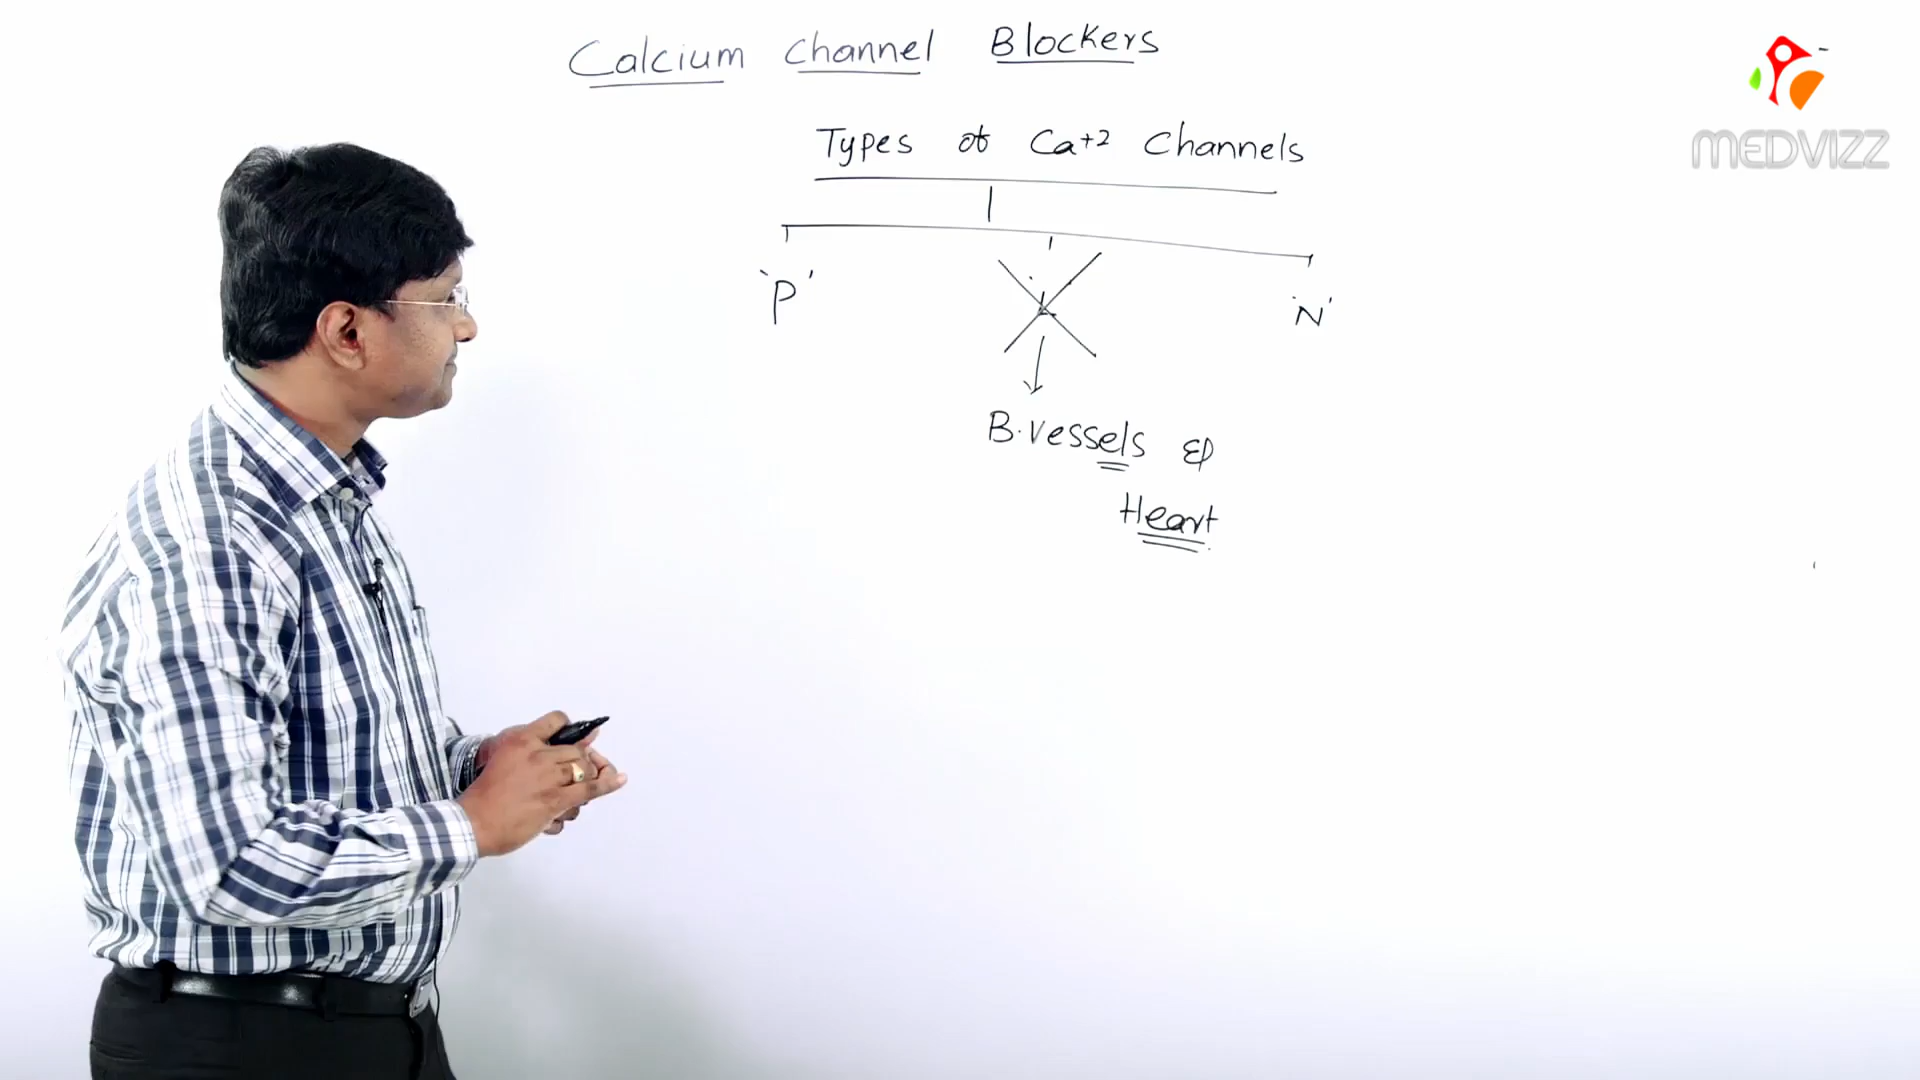 Calcium Channel Blockers
MEDVIZZ
Types of Ca+2 Channels
'P'
L
'N'
B.vessels &
Heart